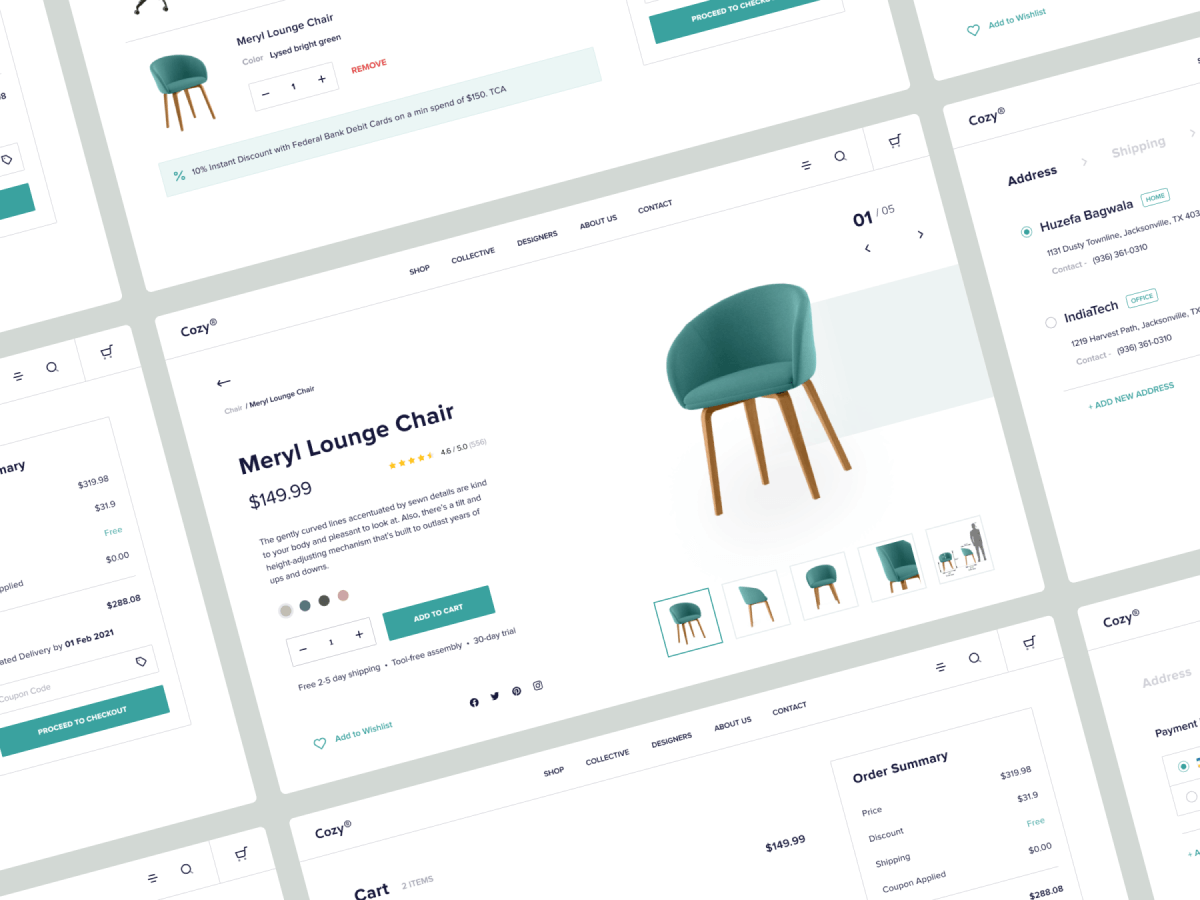 Meryl Lounge Chair
Color Lysed bright green
− 1 +
REMOVE
10% Instant Discount with Federal Bank Debit Cards on a min spend of $150. TCA
Add to Wishlist
Cozy®
Address > Shipping >
Huzefa Bagwala HOME
1131 Dusty Townline, Jacksonville, TX 403
Contact - (936) 361-0310
IndiaTech OFFICE
1219 Harvest Path, Jacksonville, TX
Contact - (936) 361-0310
+ ADD NEW ADDRESS
Cozy®
SHOP
COLLECTIVE
DESIGNERS
ABOUT US
CONTACT
01 / 05
Chair / Meryl Lounge Chair
Meryl Lounge Chair
$149.99
4.6 / 5.0 (556)
The gently curved lines accentuated by sewn details are kind
to your body and pleasant to look at. Also, there's a tilt and
height-adjusting mechanism that's built to outlast years of
ups and downs.
− 1 +
ADD TO CART
Free 2-5 day shipping • Tool-free assembly • 30-day trial
Add to Wishlist
$319.98
$31.9
Free
$0.00
$288.08
by 01 Feb 2021
Coupon Code
PROCEED TO CHECKOUT
Cozy®
SHOP
COLLECTIVE
DESIGNERS
ABOUT US
CONTACT
Cart 2 ITEMS
$149.99
Order Summary
Price $319.98
Discount $31.9
Shipping Free
Coupon Applied $0.00
$288.08
Cozy®
Address
Payment